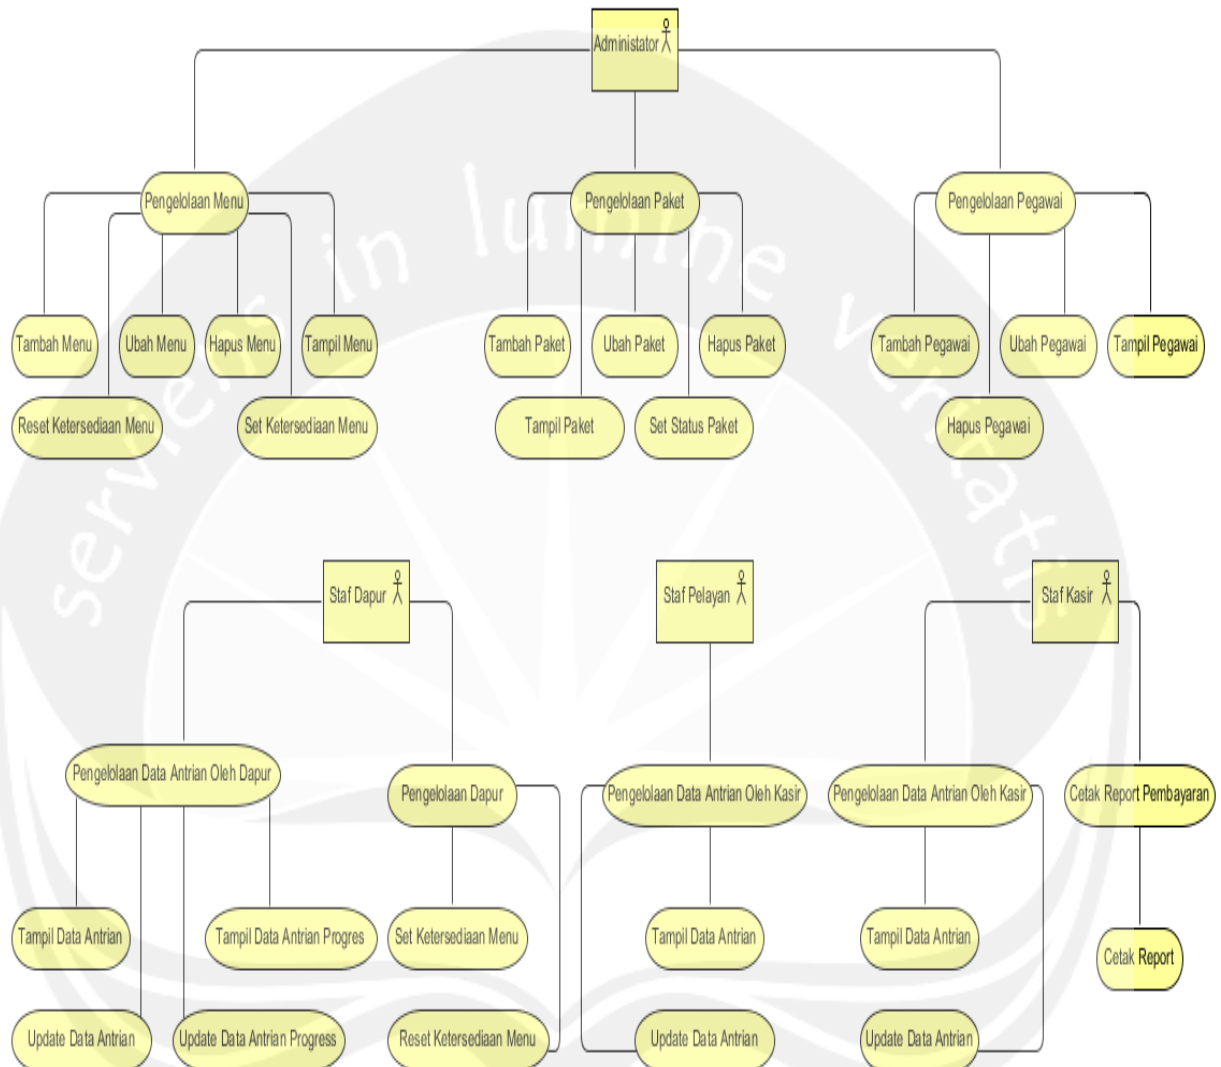 Administator
Pengelolaan Menu
Pengelolaan Paket
Pengelolaan Pegawai
Tambah Menu
Ubah Menu
Hapus Menu
Tampil Menu
Tambah Paket
Ubah Paket
Hapus Paket
Tambah Pegawai
Ubah Pegawai
Tampil Pegawai
Reset Ketersediaan Menu
Set Ketersediaan Menu
Tampil Paket
Set Status Paket
Hapus Pegawai
serviens in lumine veritatis
Staf Dapur
Staf Pelayan
Staf Kasir
Pengelolaan Data Antrian Oleh Dapur
Pengelolaan Dapur
Pengelolaan Data Antrian Oleh Kasir
Pengelolaan Data Antrian Oleh Kasir
Cetak Report Pembayaran
Tampil Data Antrian
Tampil Data Antrian Progres
Set Ketersediaan Menu
Tampil Data Antrian
Tampil Data Antrian
Cetak Report
Update Data Antrian
Update Data Antrian Progress
Reset Ketersediaan Menu
Update Data Antrian
Update Data Antrian